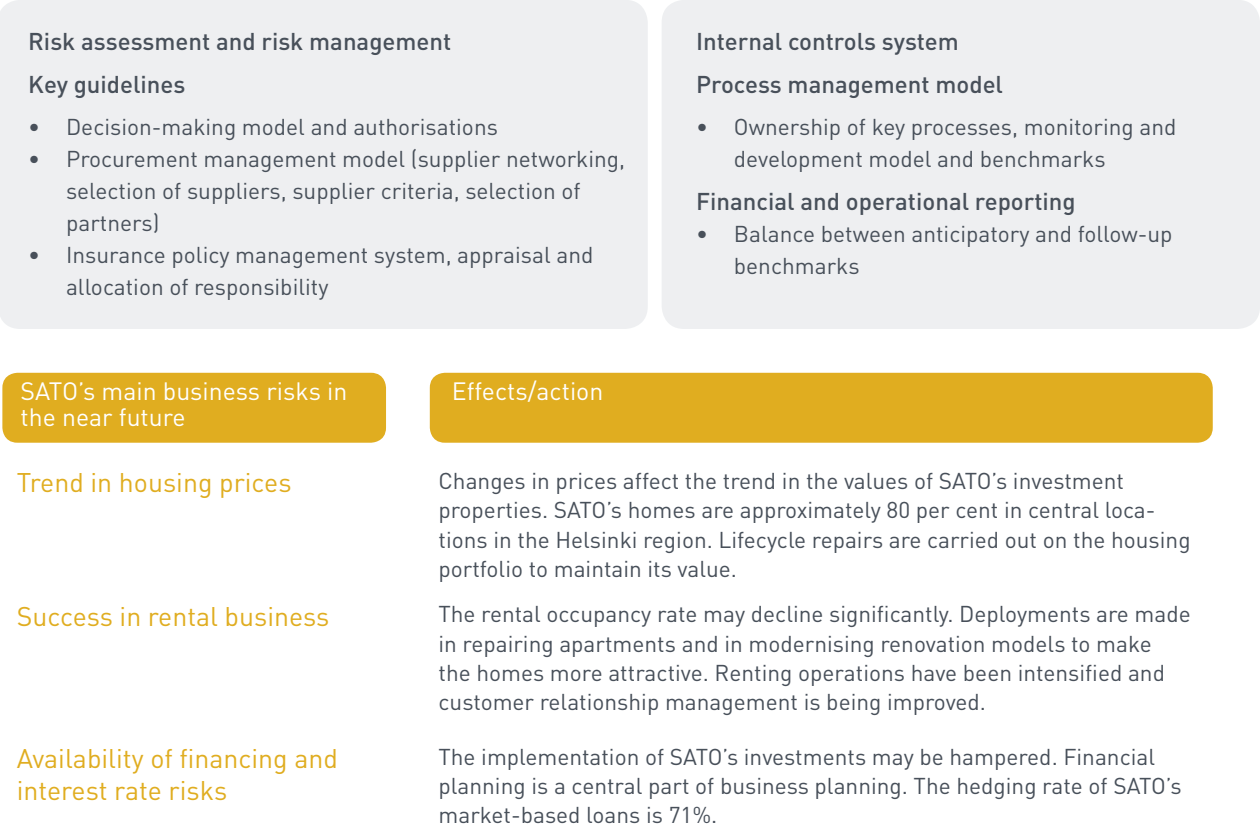 Risk assessment and risk management
Key guidelines
• Decision-making model and authorisations
• Procurement management model (supplier networking,
selection of suppliers, supplier criteria, selection of
partners)
• Insurance policy management system, appraisal and
allocation of responsibility
Internal controls system
Process management model
• Ownership of key processes, monitoring and
development model and benchmarks
Financial and operational reporting
• Balance between anticipatory and follow-up
benchmarks
SATO’s main business risks in
the near future
Effects/action
Trend in housing prices
Changes in prices affect the trend in the values of SATO’s investment
properties. SATO’s homes are approximately 80 per cent in central loca-
tions in the Helsinki region. Lifecycle repairs are carried out on the housing
portfolio to maintain its value.
Success in rental business
The rental occupancy rate may decline significantly. Deployments are made
in repairing apartments and in modernising renovation models to make
the homes more attractive. Renting operations have been intensified and
customer relationship management is being improved.
Availability of financing and
interest rate risks
The implementation of SATO’s investments may be hampered. Financial
planning is a central part of business planning. The hedging rate of SATO’s
market-based loans is 71%.